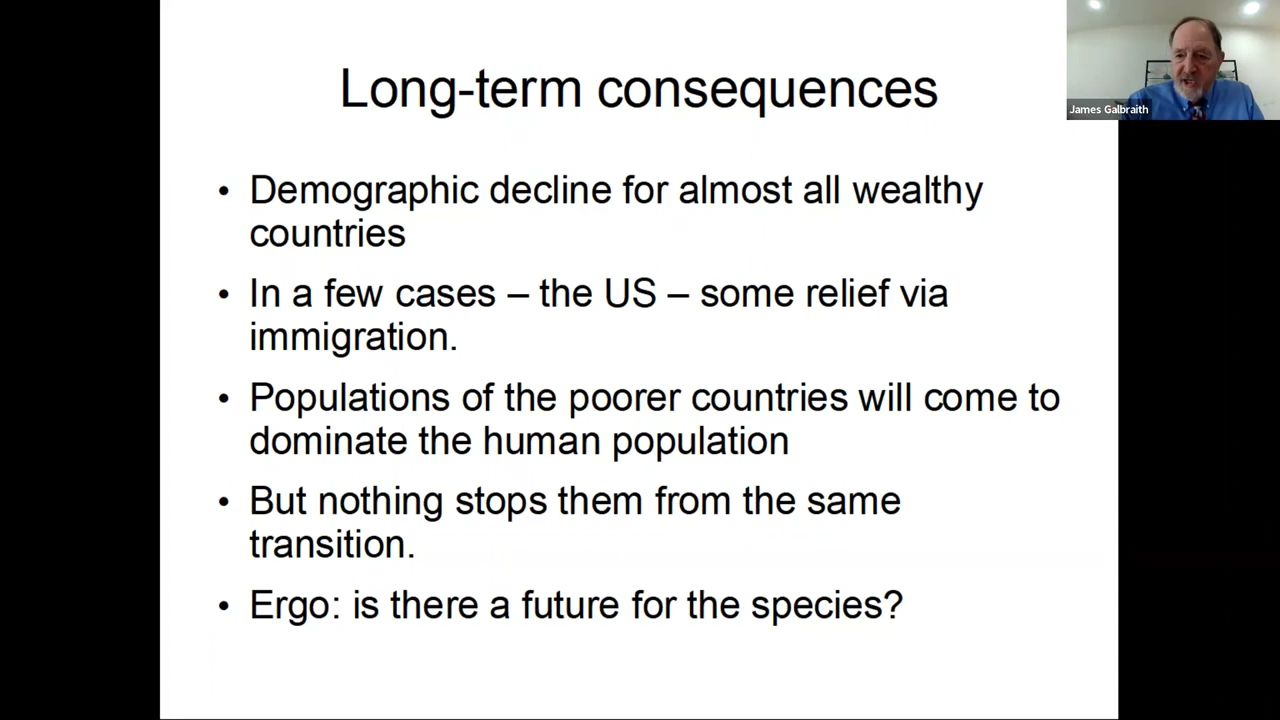 Long-term consequences
James Galbraith
• Demographic decline for almost all wealthy
countries
• In a few cases – the US – some relief via
immigration.
• Populations of the poorer countries will come to
dominate the human population
• But nothing stops them from the same
transition.
• Ergo: is there a future for the species?